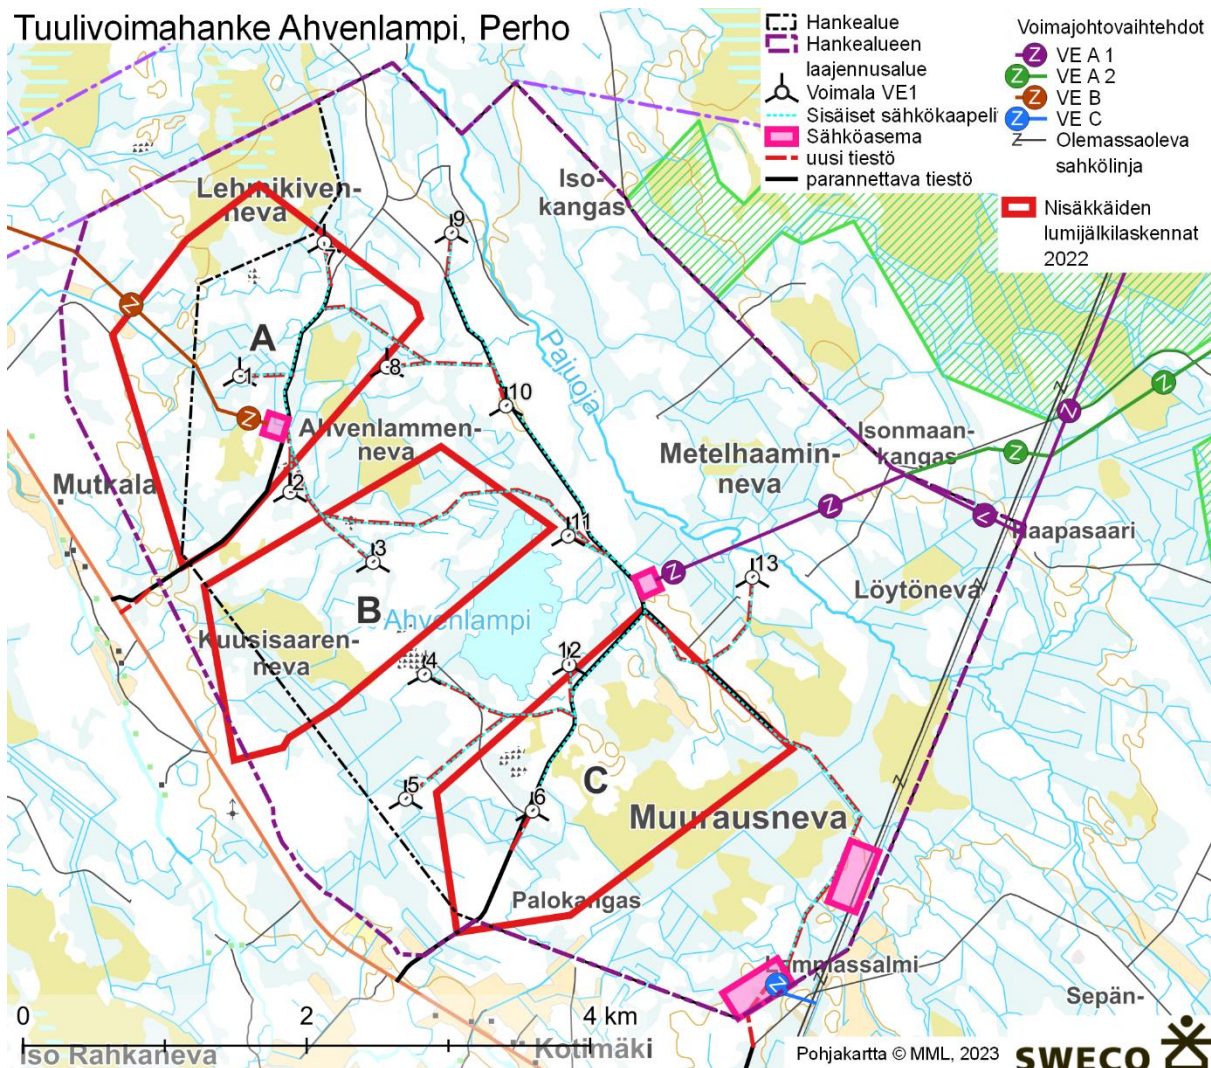 Tuulivoimahanke Ahvenlampi, Perho
Hankealue
Hankealueen
laajennusalue
Voimala VE1
Sisäiset sähkökaapeli
Sähköasema
uusi tiestö
parannettava tiestö
Voimajohtovaihtehdot
Z VE A 1
Z VE A 2
Z VE B
Z VE C
Z Olemassaoleva
sahkölinja
Nisäkkäiden
lumijälkilaskennat
2022
Lehmikiven-
neva
Iso-
kangas
7
9
Z
A
Pajuoja
1
8
10
Z
Z
Z
Ahvenlammen-
neva
Isonmaan-
kangas
Z
Metelhaamin-
neva
Mutkala
2
Z
Z
Haapasaari
11
3
Z
13
Löytöneva
B
Ahvenlampi
Kuusisaaren-
neva
12
4
Z
C
5
6
Muurausneva
Palokangas
Lammassalmi
Z
Z
Sepän-
0
2
4 km
Iso Rahkaneva
Kotimäki
Pohjakartta © MML, 2023
SWECO